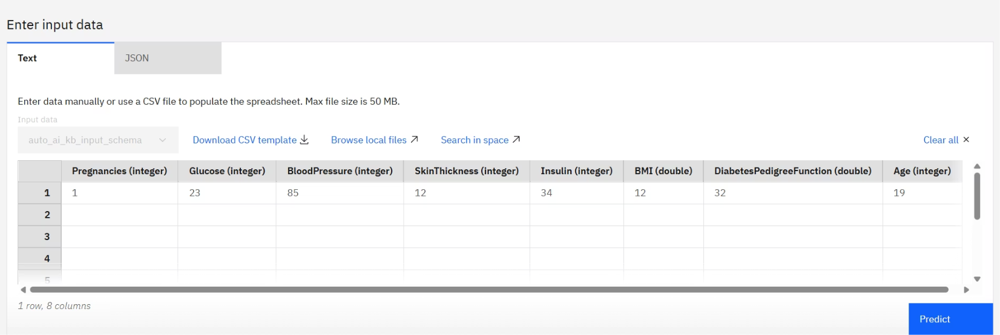 Enter input data
Text JSON
Enter data manually or use a CSV file to populate the spreadsheet. Max file size is 50 MB.
Input data
auto_ai_kb_input_schema Download CSV template Browse local files Search in space Clear all ×
Pregnancies (integer) Glucose (integer) BloodPressure (integer) SkinThickness (integer) Insulin (integer) BMI (double) DiabetesPedigreeFunction (double) Age (integer)
1 1 23 85 12 34 12 32 19
2
3
4
5
1 row, 8 columns
Predict